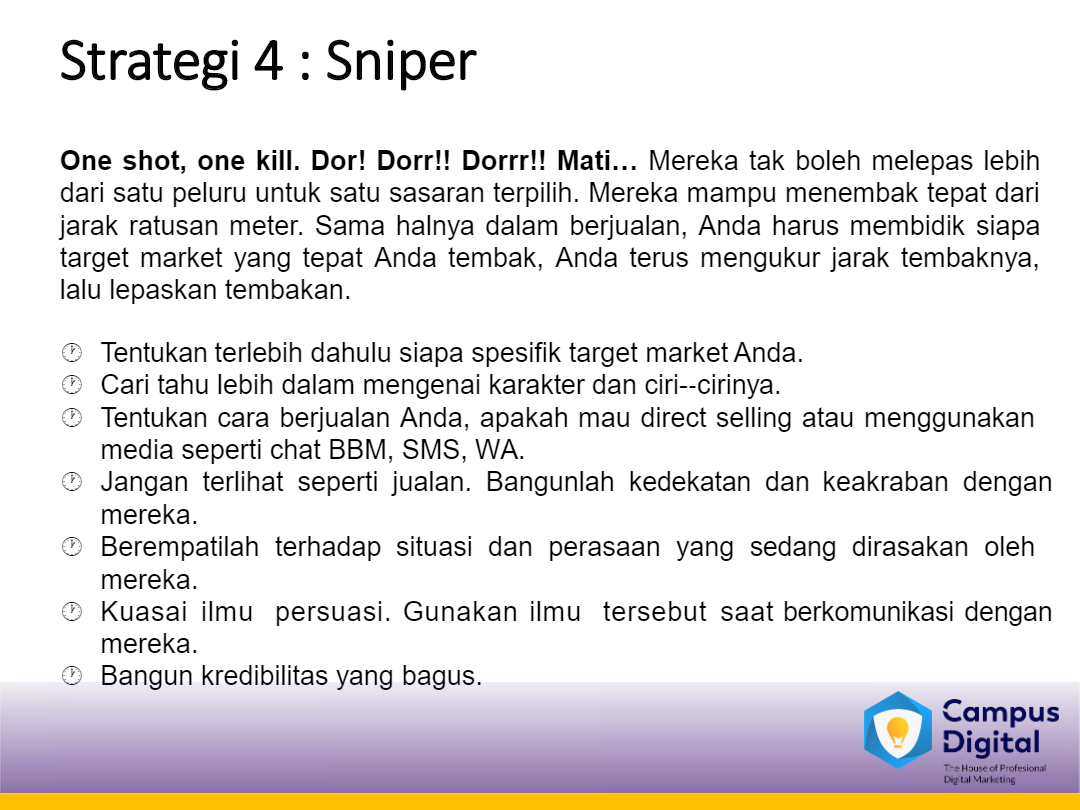 Strategi 4 : Sniper
One shot, one kill. Dor! Dorr!! Dorrr!! Mati… Mereka tak boleh melepas lebih
dari satu peluru untuk satu sasaran terpilih. Mereka mampu menembak tepat dari
jarak ratusan meter. Sama halnya dalam berjualan, Anda harus membidik siapa
target market yang tepat Anda tembak, Anda terus mengukur jarak tembaknya,
lalu lepaskan tembakan.
Tentukan terlebih dahulu siapa spesifik target market Anda.
Cari tahu lebih dalam mengenai karakter dan ciri--cirinya.
Tentukan cara berjualan Anda, apakah mau direct selling atau menggunakan
media seperti chat BBM, SMS, WA.
Jangan terlihat seperti jualan. Bangunlah kedekatan dan keakraban dengan
mereka.
Berempatilah terhadap situasi dan perasaan yang sedang dirasakan oleh
mereka.
Kuasai ilmu persuasi. Gunakan ilmu tersebut saat berkomunikasi dengan
mereka.
Bangun kredibilitas yang bagus.
Campus
Digital
The House of Profesional
Digital Marketing